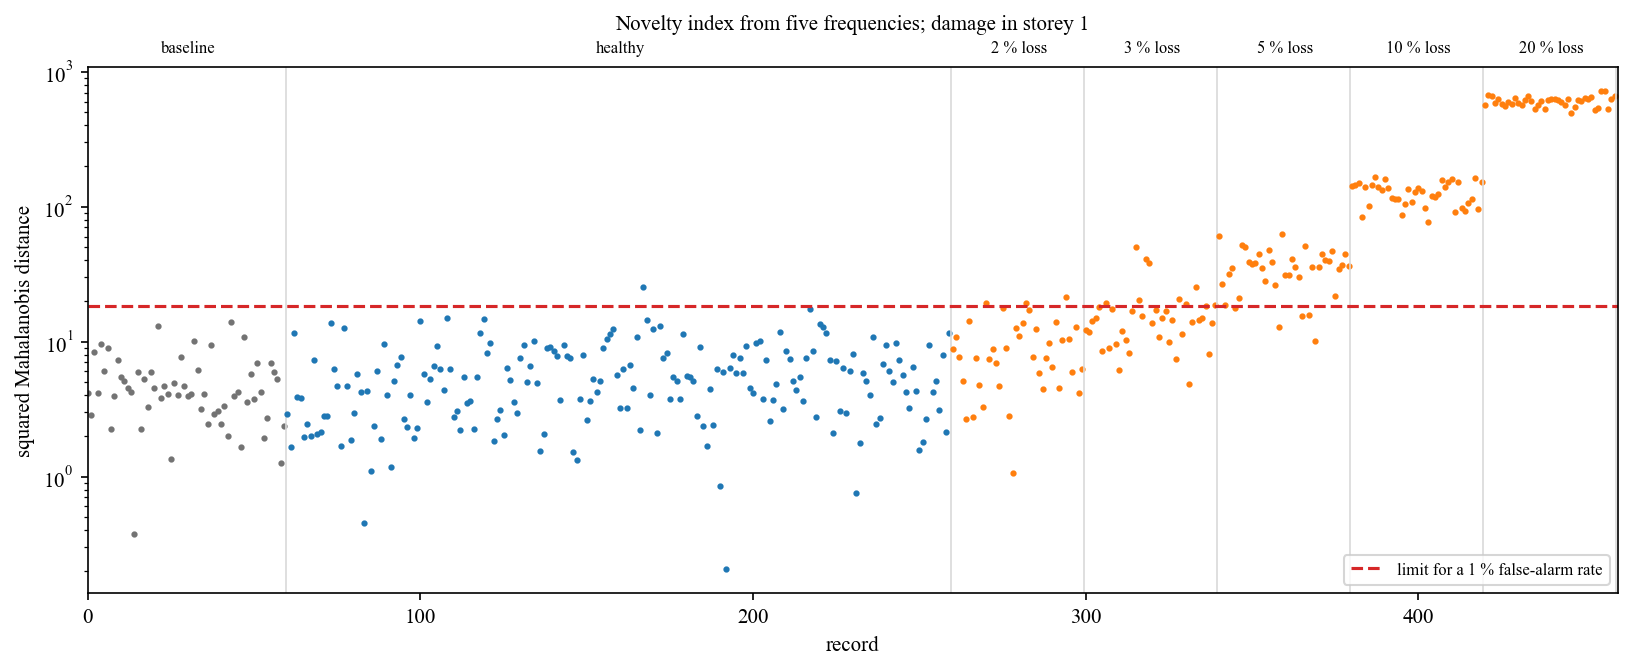 Novelty index from five frequencies; damage in storey 1
baseline healthy 2 % loss 3 % loss 5 % loss 10 % loss 20 % loss
squared Mahalanobis distance
10³
10²
10¹
10⁰
limit for a 1 % false-alarm rate
0 100 200 300 400
record